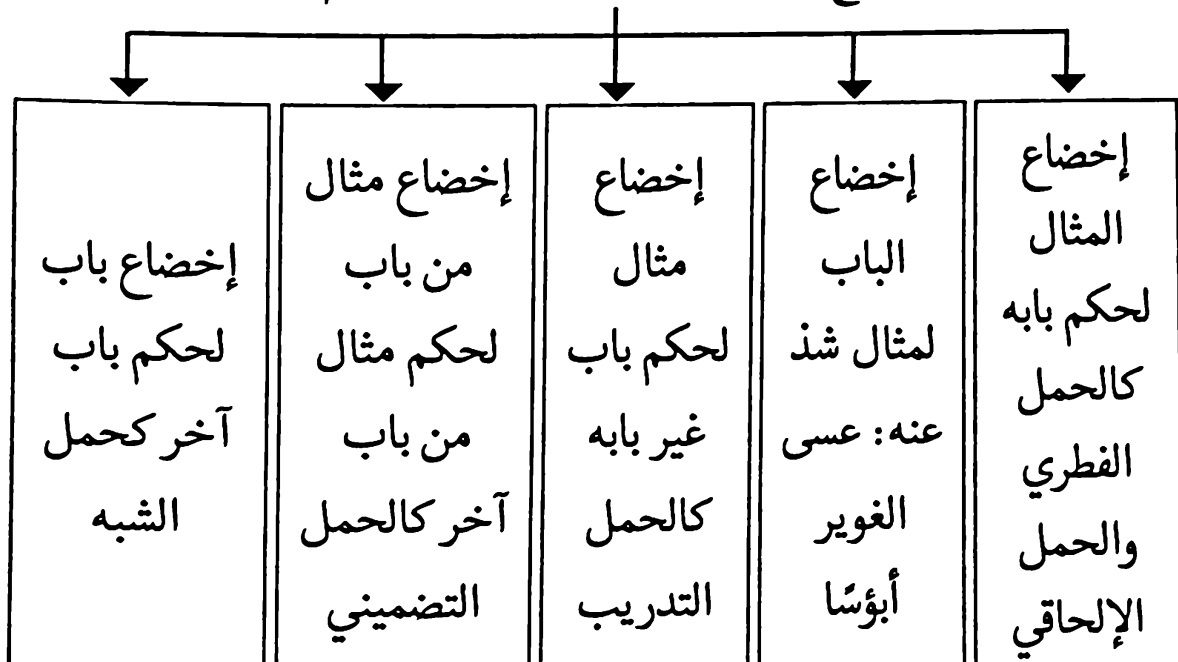 إخضاع
المثال
لحكم بابه
كالحمل
الفطري
والحمل
الإلحاقي
إخضاع
الباب
لمثال شذ
عنه: عسى
الغوير
أبؤسًا
إخضاع
مثال
لحكم باب
غير بابه
كالحمل
التدريب
إخضاع مثال
من باب
لحكم مثال
من باب
آخر كالحمل
التضميني
إخضاع باب
لحكم باب
آخر كحمل
الشبه